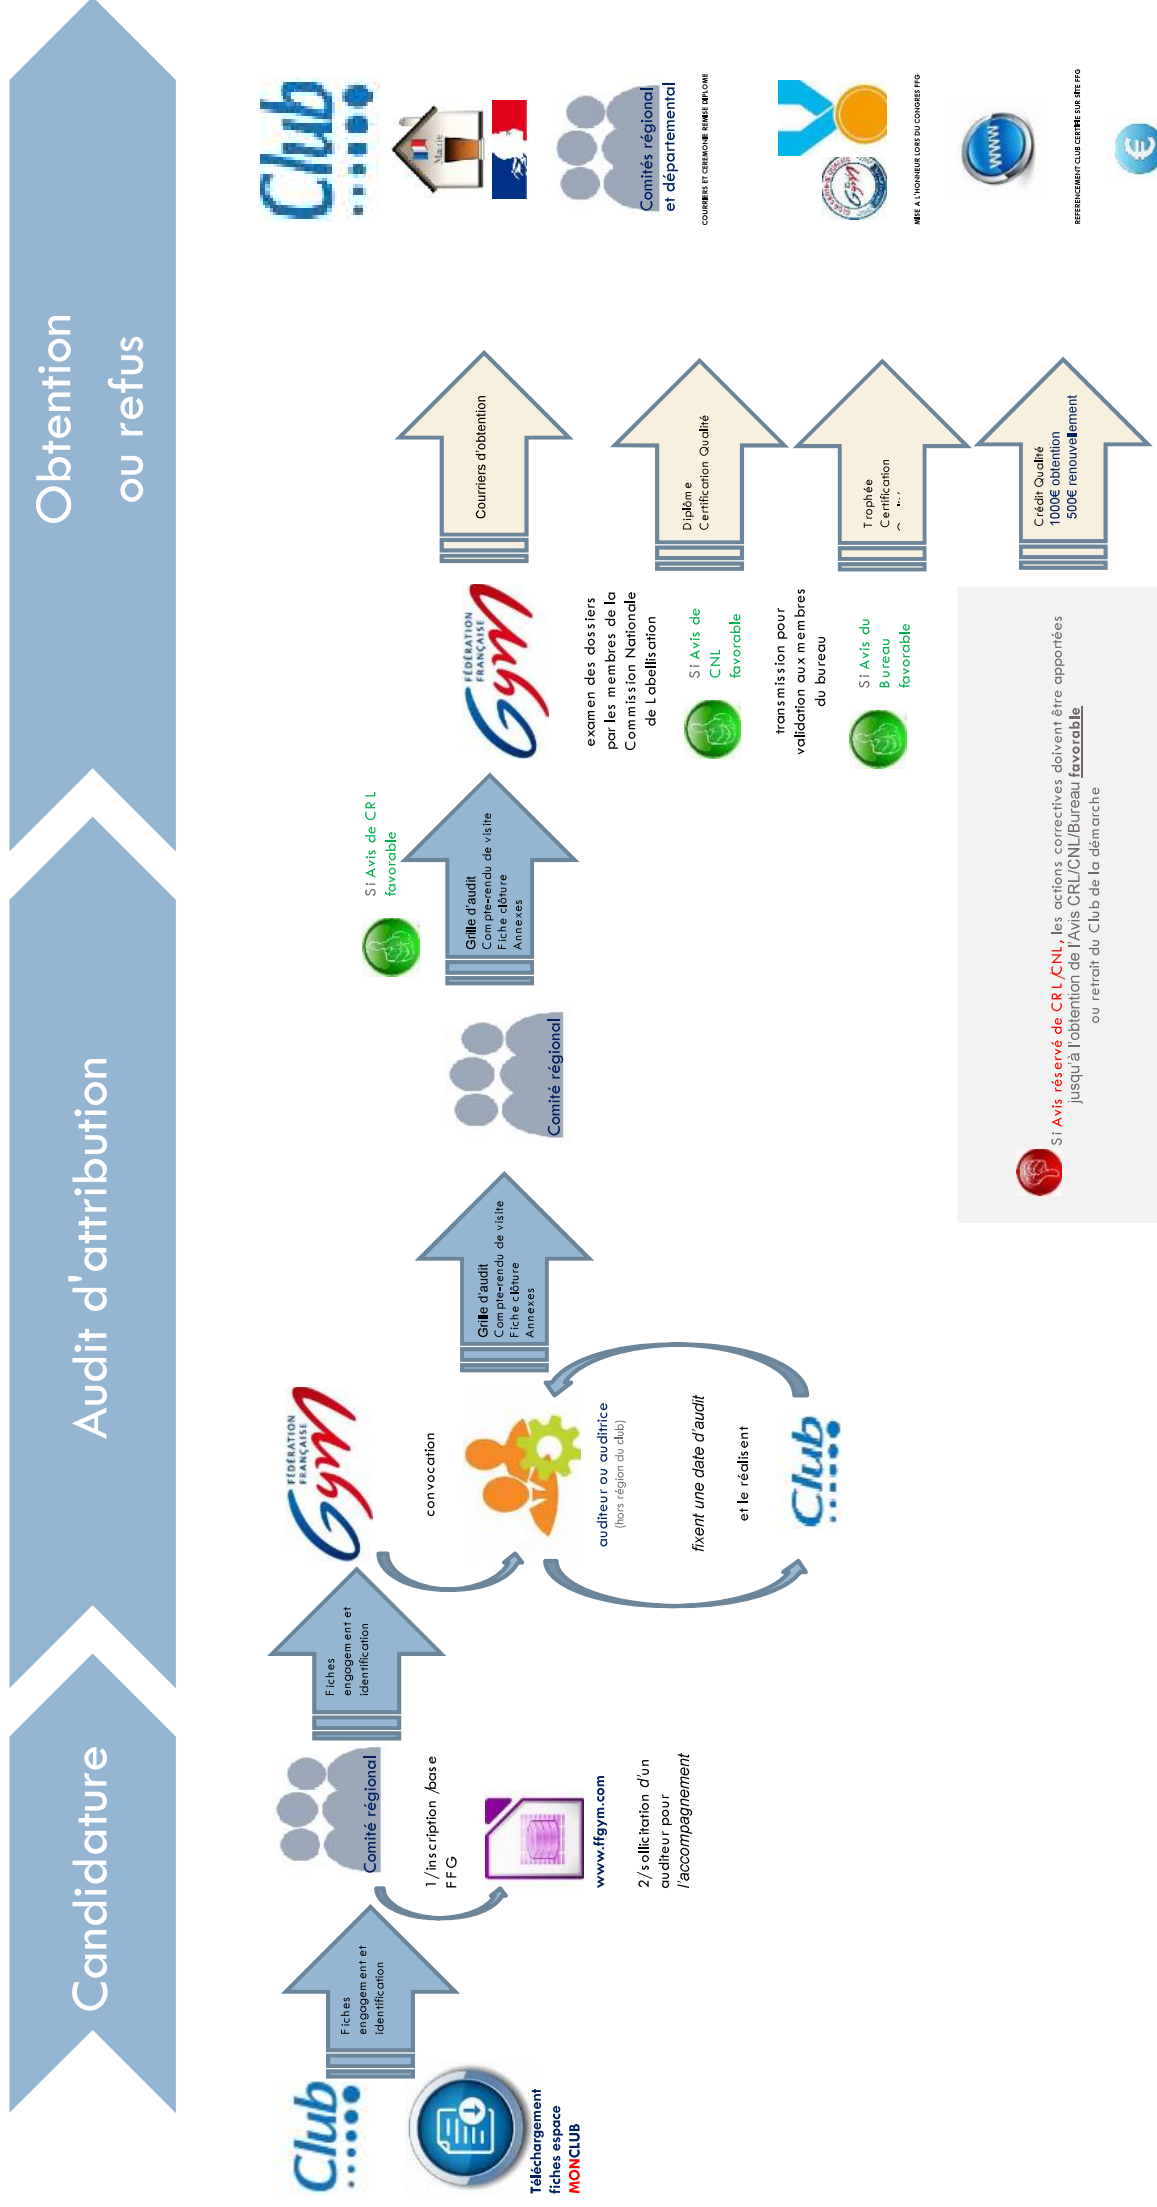 Candidature
Audit d'attribution
Obtention
ou refus
Club
Téléchargement
fiches espace
MONCLUB
Fiches
engagement et
identification
Comité régional
1/inscription /base
FFG
www.ffgym.com
2/sollicitation d'un
auditeur pour
l'accompagnement
Fiches
engagement et
identification
FÉDÉRATION
FRANÇAISE
Gym
convocation
auditeur ou auditrice
(hors région du club)
fixent une date d'audit
et le réalisent
Club
Grille d'audit
Compte-rendu de visite
Fiche clôture
Annexes
Comité régional
Si Avis de CRL
favorable
Grille d'audit
Compte-rendu de visite
Fiche clôture
Annexes
FÉDÉRATION
FRANÇAISE
Gym
examen des dossiers
par les membres de la
Commission Nationale
de Labellisation
Si Avis de
CNL
favorable
transmission pour
validation aux membres
du bureau
Si Avis du
Bureau
favorable
Si Avis réservé de CRL/CNL, les actions correctives doivent être apportées
jusqu'à l'obtention de l'Avis CRL/CNL/Bureau favorable
ou retrait du Club de la démarche
Courriers d'obtention
Diplôme
Certification Qualité
Trophée
Certification
Crédit Qualité
1000€ obtention
500€ renouvellement
Club
Mairie
Comités régional
et départemental
COURRIERS ET CEREMONIE REMISE DIPLOME
Gym
MISE A L'HONNEUR LORS DU CONGRES FFG
www
REFERENCEMENT CLUB CERTIFIE SUR SITE FFG
€